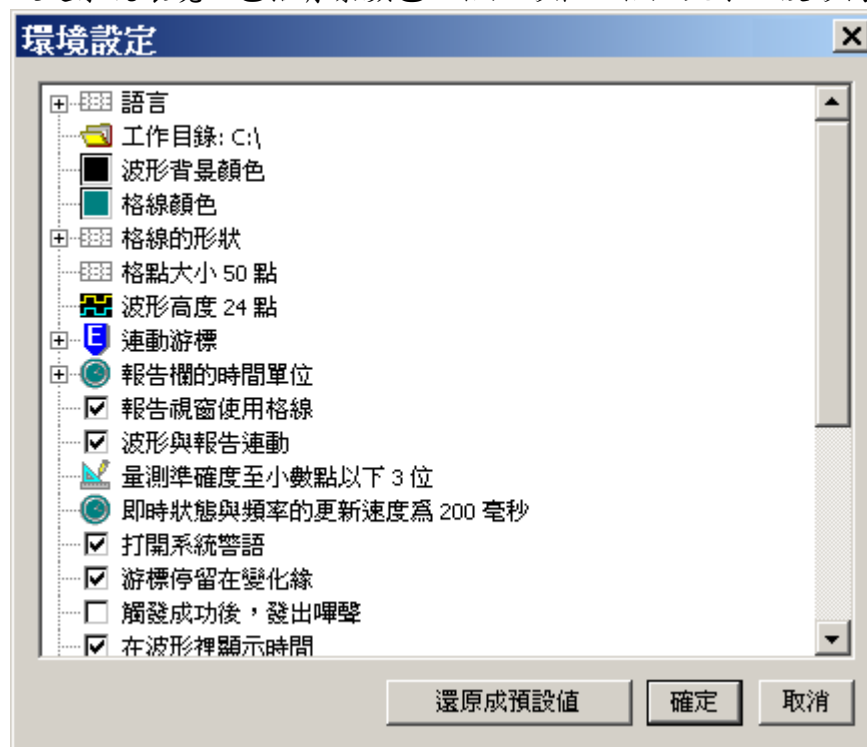 環境設定
語言
工作目錄: C:\
波形背景顏色
格線顏色
格線的形狀
格點大小 50 點
波形高度 24 點
E 連動游標
報告欄的時間單位
報告視窗使用格線
波形與報告連動
量測準確度至小數點以下 3 位
即時狀態與頻率的更新速度為 200 毫秒
打開系統警語
游標停留在變化緣
觸發成功後，發出嗶聲
在波形裡顯示時間
還原成預設值
確定
取消